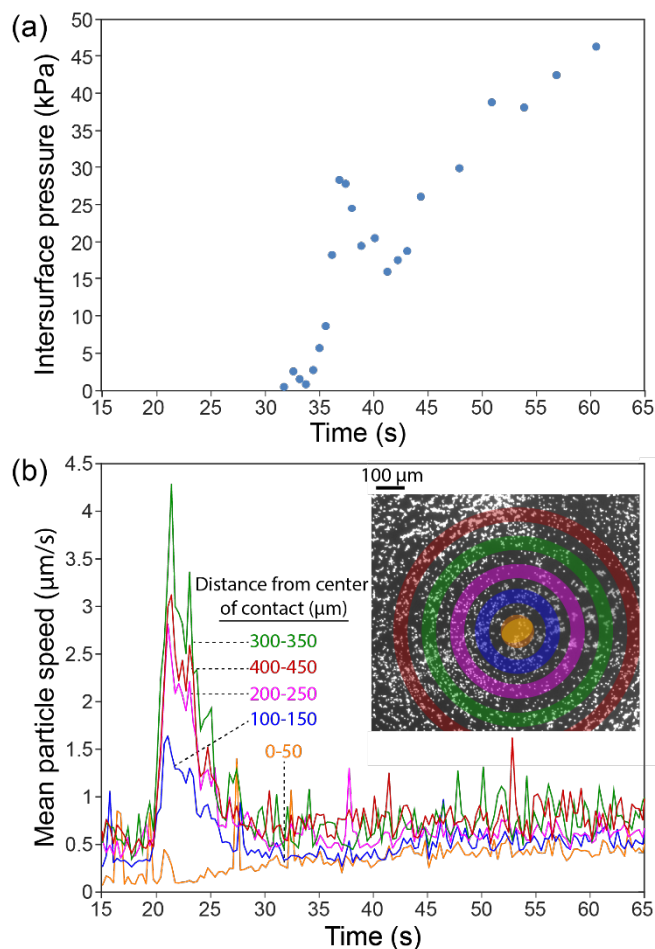 (a)
Intersurface pressure (kPa)
50
45
40
35
30
25
20
15
10
5
0
15 20 25 30 35 40 45 50 55 60 65
Time (s)
(b)
Mean particle speed (μm/s)
4.5
4
3.5
3
2.5
2
1.5
1
0.5
0
100 μm
Distance from center
of contact (μm)
300-350
400-450
200-250
100-150
0-50
15 20 25 30 35 40 45 50 55 60 65
Time (s)